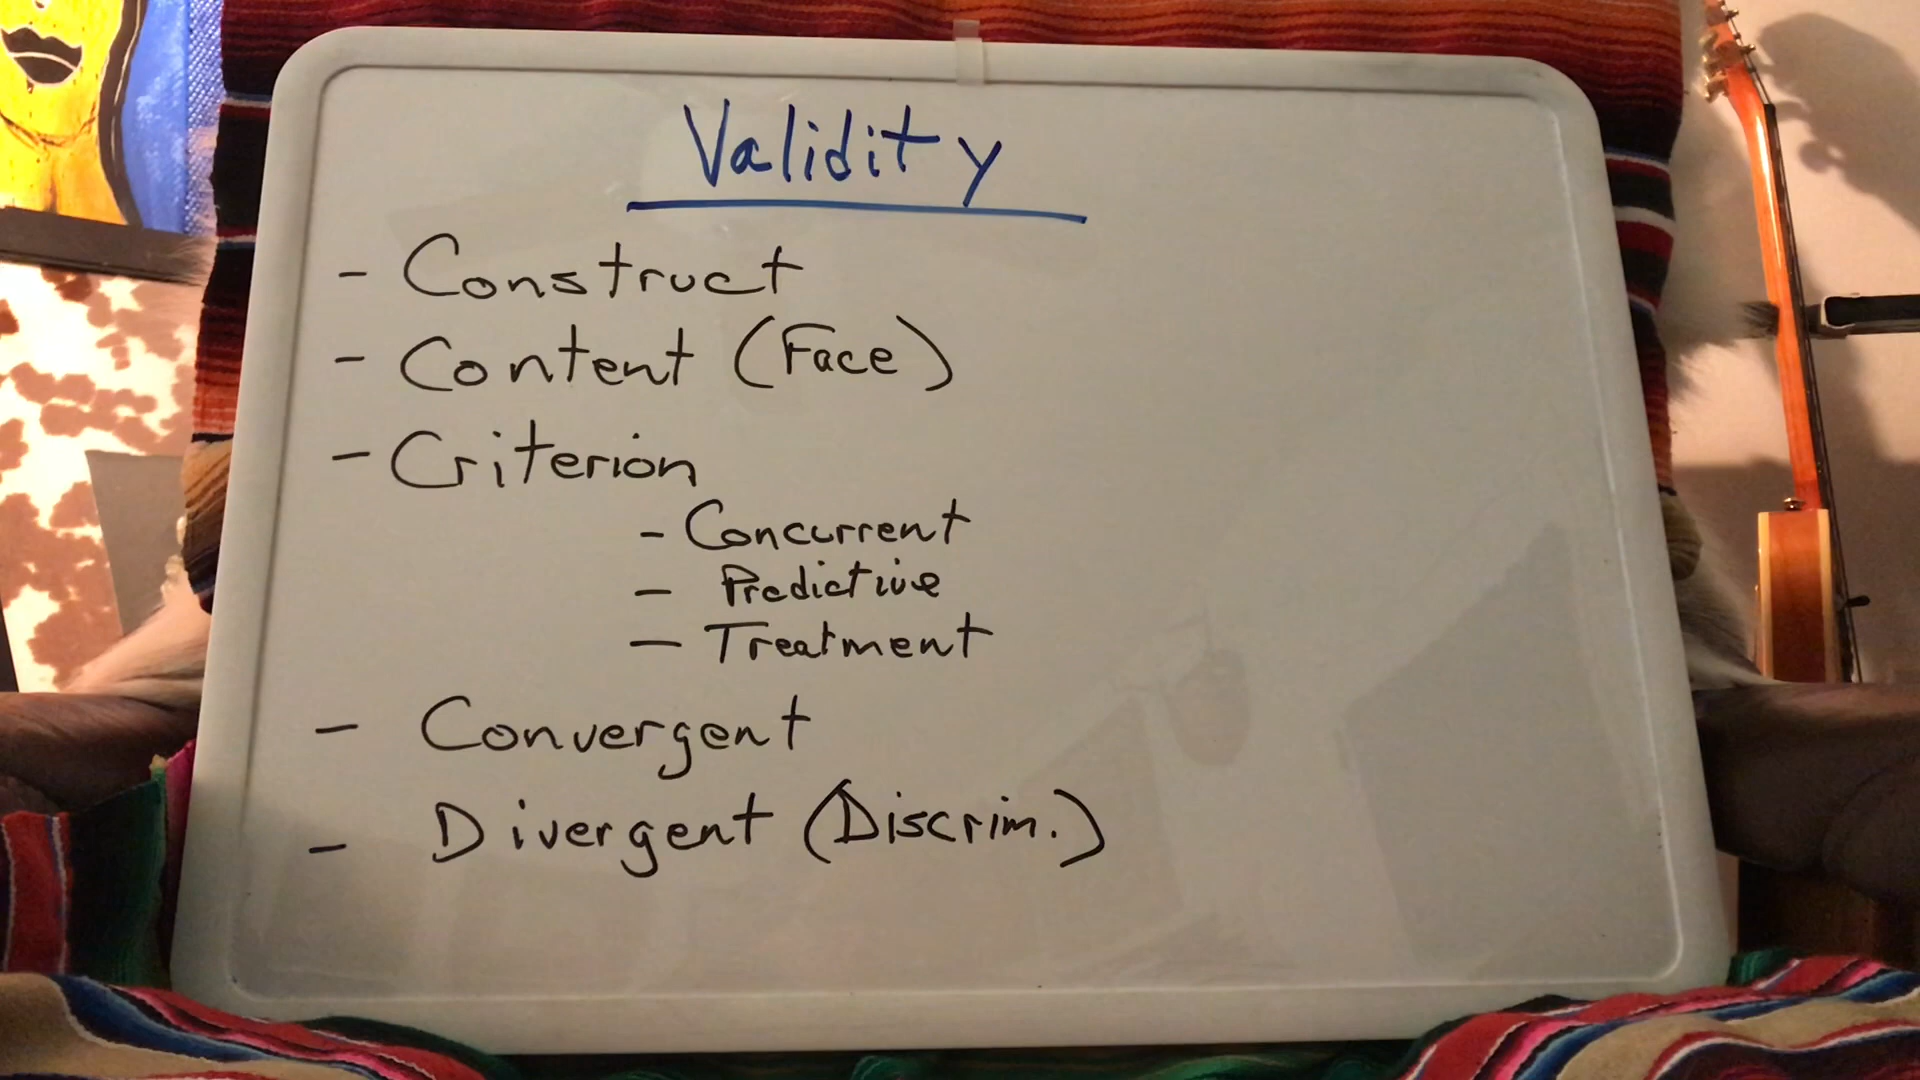 Validity
- Construct
- Content (Face)
- Criterion
- Concurrent
- Predictive
- Treatment
- Convergent
- Divergent (Discrim.)